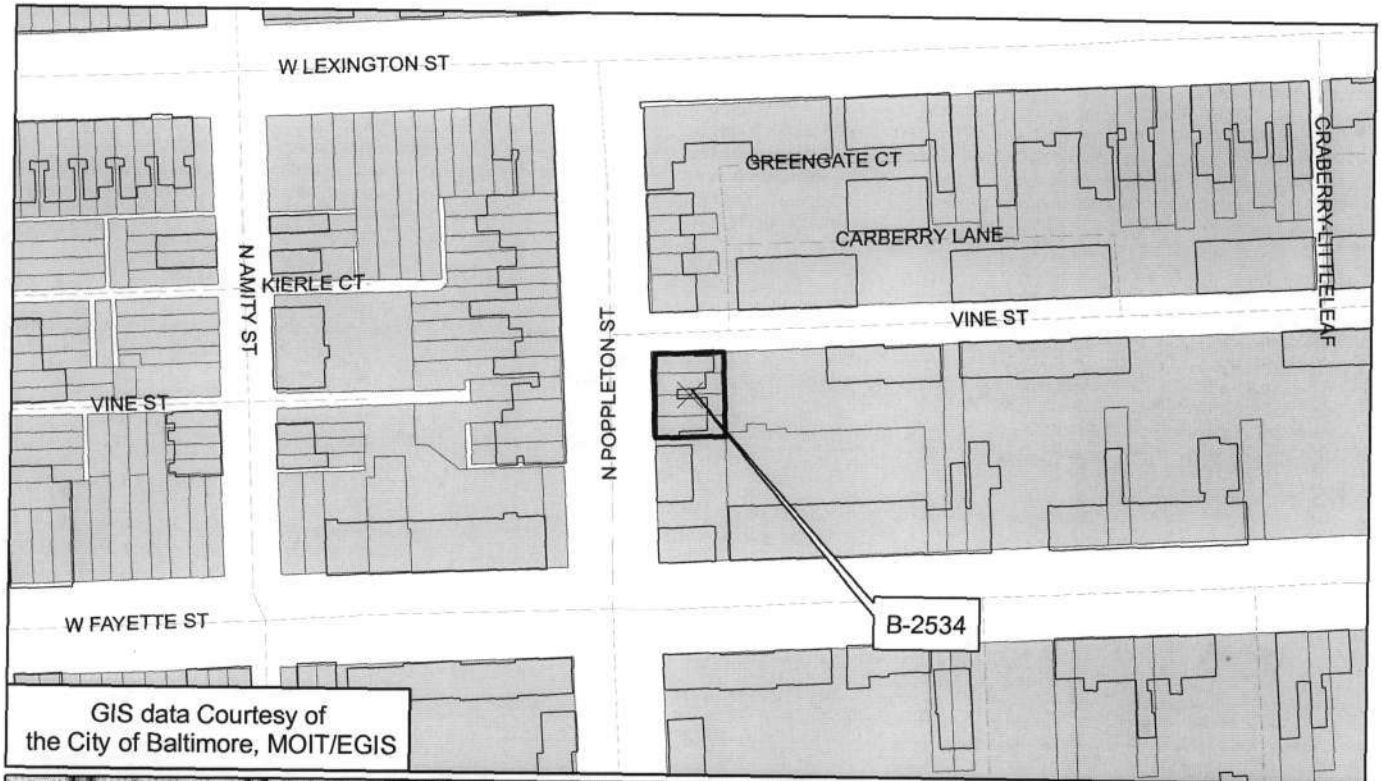 W LEXINGTON ST
GREENGATE CT
CRABERRY-LITTLELEAF
CARBERRY LANE
N AMITY ST
KIERLE CT
N POPPLETON ST
VINE ST
VINE ST
B-2534
W FAYETTE ST
GIS data Courtesy of
the City of Baltimore, MOIT/EGIS